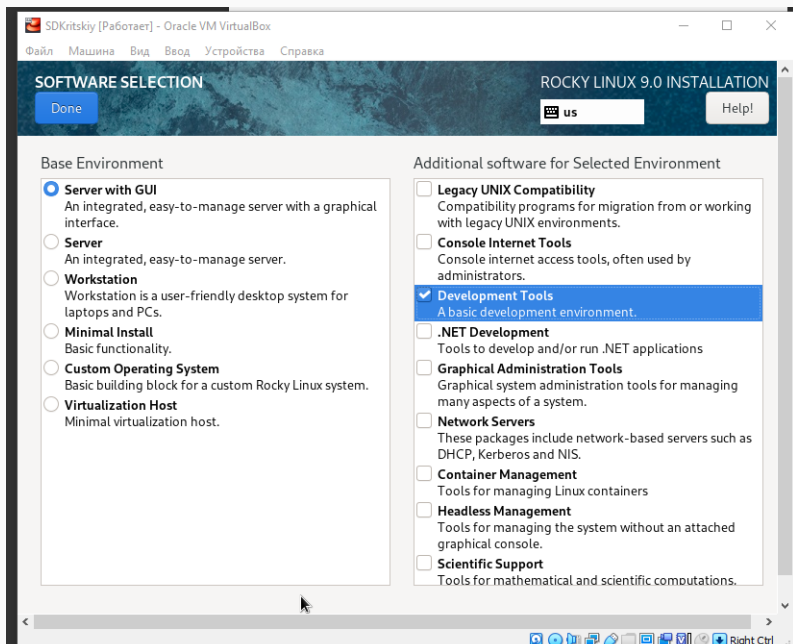 SDKritskiy [Работает] - Oracle VM VirtualBox
Файл Машина Вид Ввод Устройства Справка
SOFTWARE SELECTION
Done
ROCKY LINUX 9.0 INSTALLATION
us
Help!
Base Environment
Server with GUI
An integrated, easy-to-manage server with a graphical
interface.
Server
An integrated, easy-to-manage server.
Workstation
Workstation is a user-friendly desktop system for
laptops and PCs.
Minimal Install
Basic functionality.
Custom Operating System
Basic building block for a custom Rocky Linux system.
Virtualization Host
Minimal virtualization host.
Additional software for Selected Environment
Legacy UNIX Compatibility
Compatibility programs for migration from or working
with legacy UNIX environments.
Console Internet Tools
Console internet access tools, often used by
administrators.
Development Tools
A basic development environment.
.NET Development
Tools to develop and/or run .NET applications
Graphical Administration Tools
Graphical system administration tools for managing
many aspects of a system.
Network Servers
These packages include network-based servers such as
DHCP, Kerberos and NIS.
Container Management
Tools for managing Linux containers
Headless Management
Tools for managing the system without an attached
graphical console.
Scientific Support
Tools for mathematical and scientific computations.
Right Ctrl